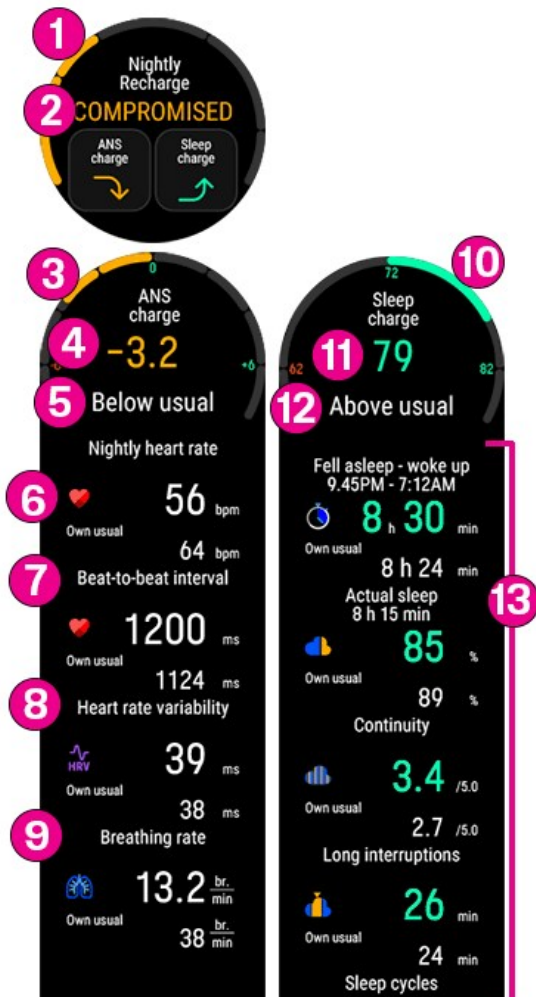 1
Nightly
Recharge
2
COMPROMISED
ANS
charge
Sleep
charge
3
0
ANS
charge
4
-3.2
+6
5
Below usual
Nightly heart rate
6
56 bpm
Own usual
64 bpm
7
Beat-to-beat interval
1200 ms
Own usual
1124 ms
8
Heart rate variability
HRV
39 ms
Own usual
38 ms
9
Breathing rate
13.2 br.
min
Own usual
38 br.
min
10
72
Sleep
charge
11
79
62
82
12
Above usual
13
Fell asleep - woke up
9.45PM - 7:12AM
8 h 30 min
Own usual
8 h 24 min
Actual sleep
8 h 15 min
85 %
Own usual
89 %
Continuity
3.4 /5.0
Own usual
2.7 /5.0
Long interruptions
26 min
Own usual
24 min
Sleep cycles